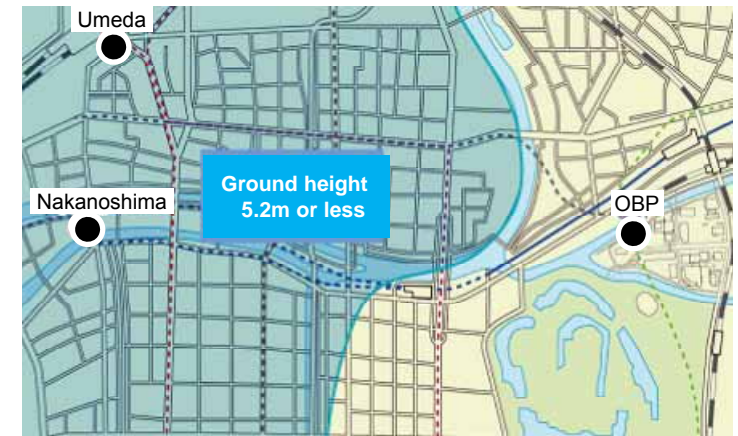 Umeda
Ground height
5.2m or less
Nakanoshima
OBP